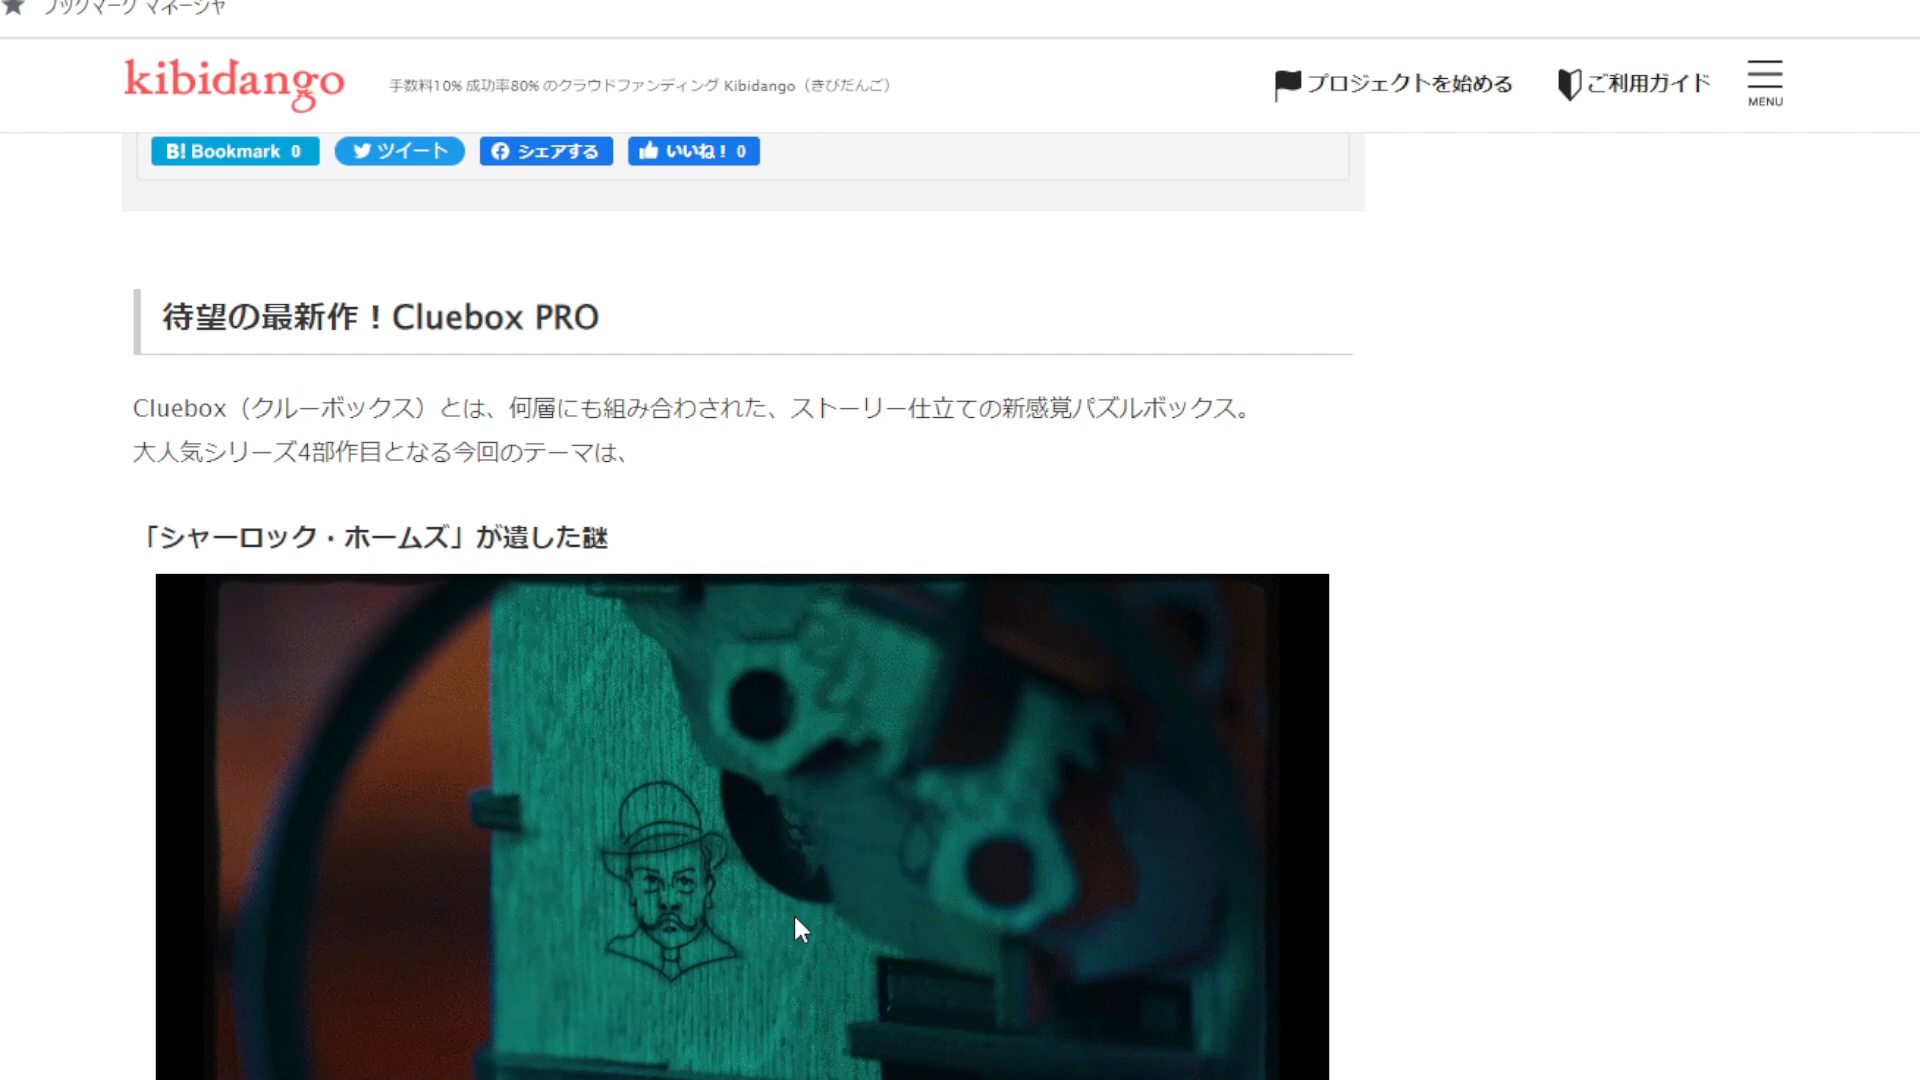 ブックマーク マネージャ
kibidango
手数料10% 成功率80% のクラウドファンディング Kibidango（きびだんご）
プロジェクトを始める
ご利用ガイド
MENU
B! Bookmark 0
ツイート
シェアする
いいね！ 0
待望の最新作！Cluebox PRO
Cluebox（クルーボックス）とは、何層にも組み合わされた、ストーリー仕立ての新感覚パズルボックス。
大人気シリーズ4部作目となる今回のテーマは、
「シャーロック・ホームズ」が遺した謎